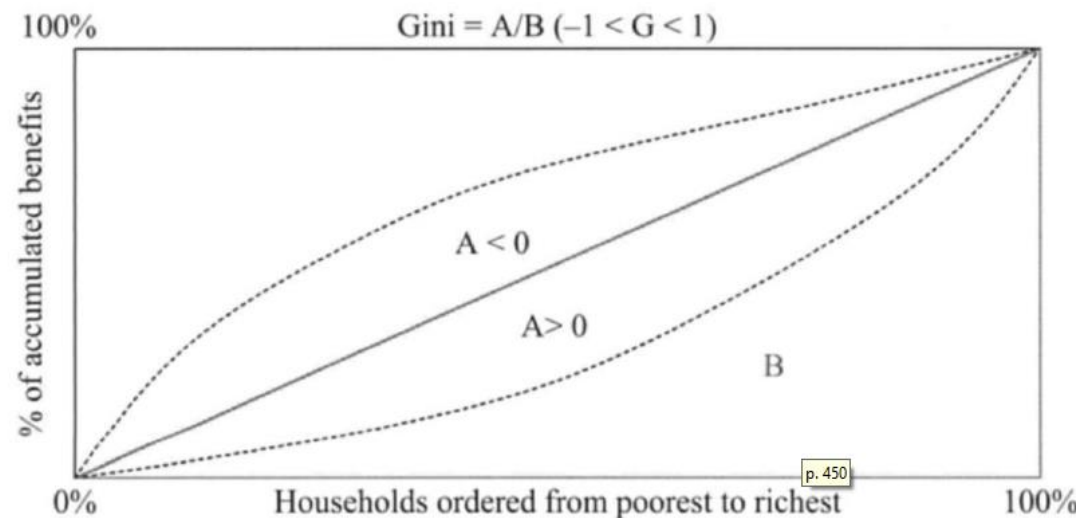 Gini = A/B (–1 < G < 1)
100%
% of accumulated benefits
A < 0
A> 0
B
p. 450
0%
Households ordered from poorest to richest
100%